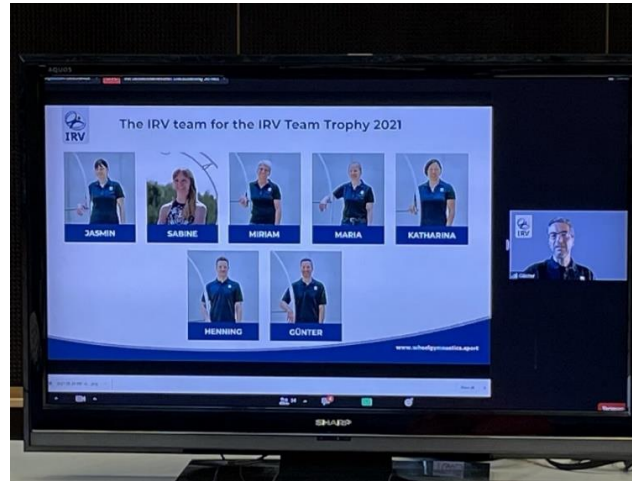 AQUOS
IRV
The IRV team for the IRV Team Trophy 2021
JASMIN
SABINE
MIRIAM
MARIA
KATHARINA
HENNING
GÜNTER
www.wheelgymnastics.sport
IRV
SHARP